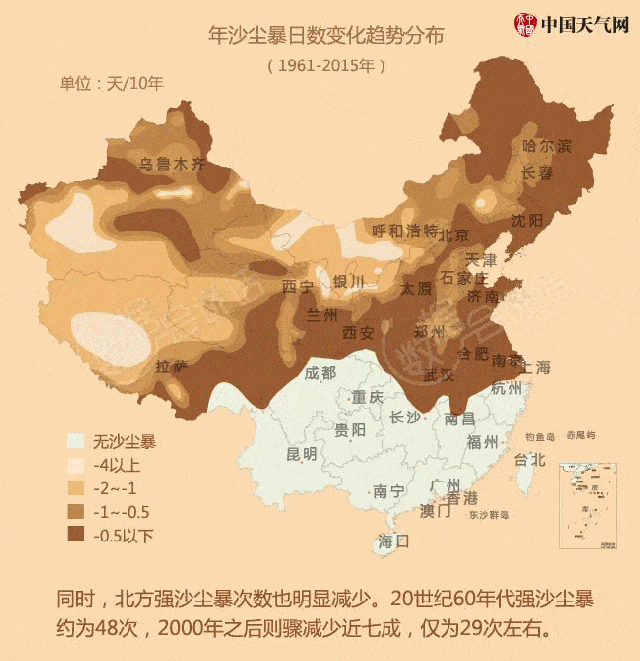 中国天气网
年沙尘暴日数变化趋势分布
（1961-2015年）
单位：天/10年
乌鲁木齐
哈尔滨
长春
沈阳
呼和浩特
北京
天津
银川
石家庄
西宁
太原
济南
兰州
西安
郑州
拉萨
合肥
南京
上海
成都
武汉
杭州
重庆
长沙
南昌
贵阳
福州
钓鱼岛
赤尾屿
昆明
台北
南宁
广州
香港
澳门
东沙群岛
海口
无沙尘暴
-4以上
-2~-1
-1~-0.5
-0.5以下
同时，北方强沙尘暴次数也明显减少。20世纪60年代强沙尘暴
约为48次，2000年之后则骤减少近七成，仅为29次左右。